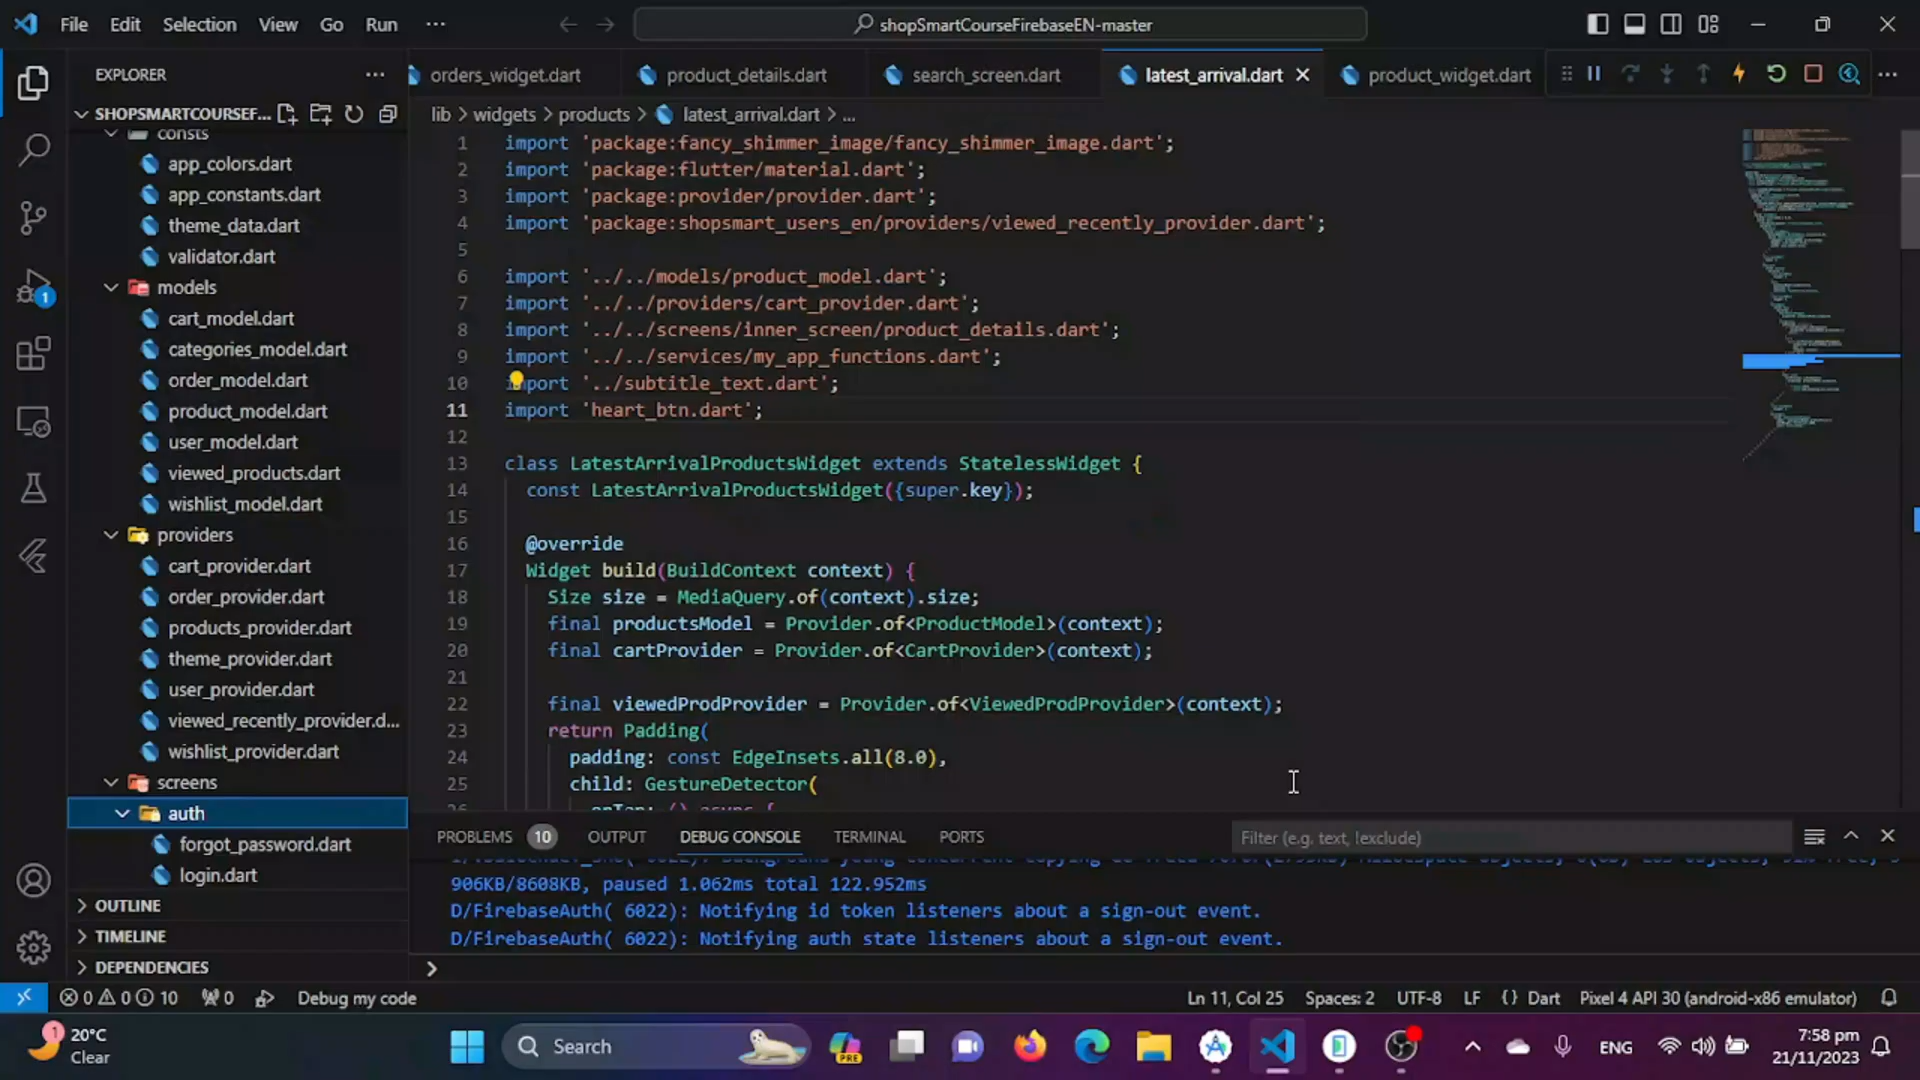 File Edit Selection View Go Run ...
shopSmartCourseFirebaseEN-master
EXPLORER
SHOPSMARTCOURSEF...
consts
app_colors.dart
app_constants.dart
theme_data.dart
validator.dart
models
cart_model.dart
categories_model.dart
order_model.dart
product_model.dart
user_model.dart
viewed_products.dart
wishlist_model.dart
providers
cart_provider.dart
order_provider.dart
products_provider.dart
theme_provider.dart
user_provider.dart
viewed_recently_provider.d...
wishlist_provider.dart
screens
auth
forgot_password.dart
login.dart
OUTLINE
TIMELINE
DEPENDENCIES
1
orders_widget.dart product_details.dart search_screen.dart latest_arrival.dart product_widget.dart
lib > widgets > products > latest_arrival.dart > ...
1 import 'package:fancy_shimmer_image/fancy_shimmer_image.dart';
2 import 'package:flutter/material.dart';
3 import 'package:provider/provider.dart';
4 import 'package:shopsmart_users_en/providers/viewed_recently_provider.dart';
5
6 import '../../models/product_model.dart';
7 import '../../providers/cart_provider.dart';
8 import '../../screens/inner_screen/product_details.dart';
9 import '../../services/my_app_functions.dart';
10 import '../subtitle_text.dart';
11 import 'heart_btn.dart';
12
13 class LatestArrivalProductsWidget extends StatelessWidget {
14 const LatestArrivalProductsWidget({super.key});
15
16 @override
17 Widget build(BuildContext context) {
18 Size size = MediaQuery.of(context).size;
19 final productsModel = Provider.of<ProductModel>(context);
20 final cartProvider = Provider.of<CartProvider>(context);
21
22 final viewedProdProvider = Provider.of<ViewedProdProvider>(context);
23 return Padding(
24 padding: const EdgeInsets.all(8.0),
25 child: GestureDetector(
26 onTap: () async {
PROBLEMS 10 OUTPUT DEBUG CONSOLE TERMINAL PORTS Filter (e.g. text, !exclude)
906KB/8608KB, paused 1.062ms total 122.952ms
D/FirebaseAuth( 6022): Notifying id token listeners about a sign-out event.
D/FirebaseAuth( 6022): Notifying auth state listeners about a sign-out event.
>
0 0 10 0 Debug my code Ln 11, Col 25 Spaces: 2 UTF-8 LF {} Dart Pixel 4 API 30 (android-x86 emulator)
1 20°C
Clear
Search
PRE
ENG
7:58 pm
21/11/2023